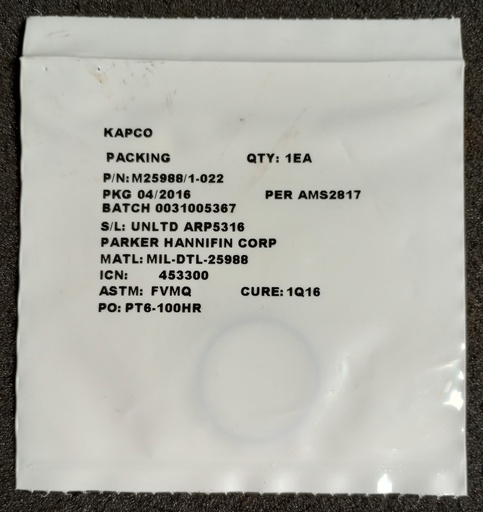 KAPCO
PACKING QTY: 1EA
P/N: M25988/1-022
PKG 04/2016 PER AMS2817
BATCH 0031005367
S/L: UNLTD ARP5316
PARKER HANNIFIN CORP
MATL: MIL-DTL-25988
ICN: 453300
ASTM: FVMQ CURE: 1Q16
PO: PT6-100HR